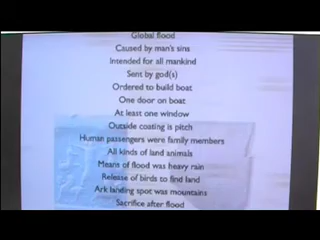 Global flood
Caused by man's sins
Intended for all mankind
Sent by god(s)
Ordered to build boat
One door on boat
At least one window
Outside coating is pitch
Human passengers were family members
All kinds of land animals
Means of flood was heavy rain
Release of birds to find land
Ark landing spot was mountains
Sacrifice after flood